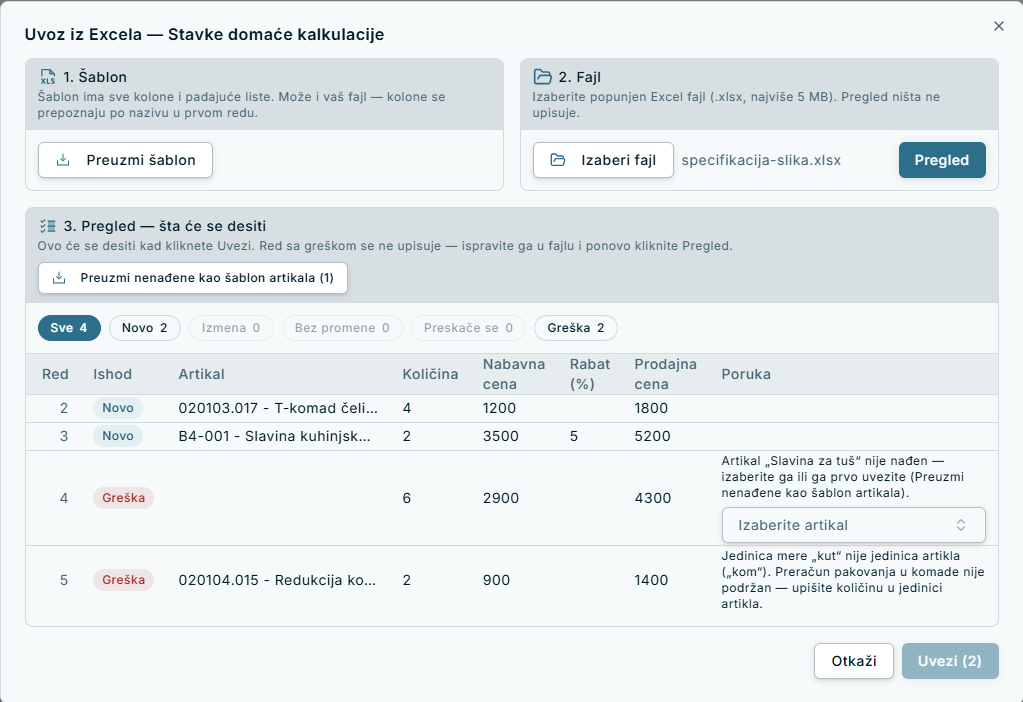 Uvoz iz Excela — Stavke domaće kalkulacije
1. Šablon
Šablon ima sve kolone i padajuće liste. Može i vaš fajl — kolone se
prepoznaju po nazivu u prvom redu.
Preuzmi šablon
2. Fajl
Izaberite popunjen Excel fajl (.xlsx, najviše 5 MB). Pregled ništa ne
upisuje.
Izaberi fajl specifikacija-slika.xlsx Pregled
3. Pregled — šta će se desiti
Ovo će se desiti kad kliknete Uvezi. Red sa greškom se ne upisuje — ispravite ga u fajlu i ponovo kliknite Pregled.
Preuzmi nenađene kao šablon artikala (1)
Sve 4 Novo 2 Izmena 0 Bez promene 0 Preskače se 0 Greška 2
Red Ishod Artikal Količina Nabavna cena Rabat (%) Prodajna cena Poruka
2 Novo 020103.017 - T-komad čeli... 4 1200 1800
3 Novo B4-001 - Slavina kuhinjsk... 2 3500 5 5200
4 Greška 6 2900 4300
Artikal „Slavina za tuš“ nije nađen —
izaberite ga ili ga prvo uvezite (Preuzmi
nenađene kao šablon artikala).
Izaberite artikal
5 Greška 020104.015 - Redukcija ko... 2 900 1400
Jedinica mere „kut“ nije jedinica artikla
(„kom“). Preračun pakovanja u komade nije
podržan — upišite količinu u jedinici
artikla.
Otkaži Uvezi (2)